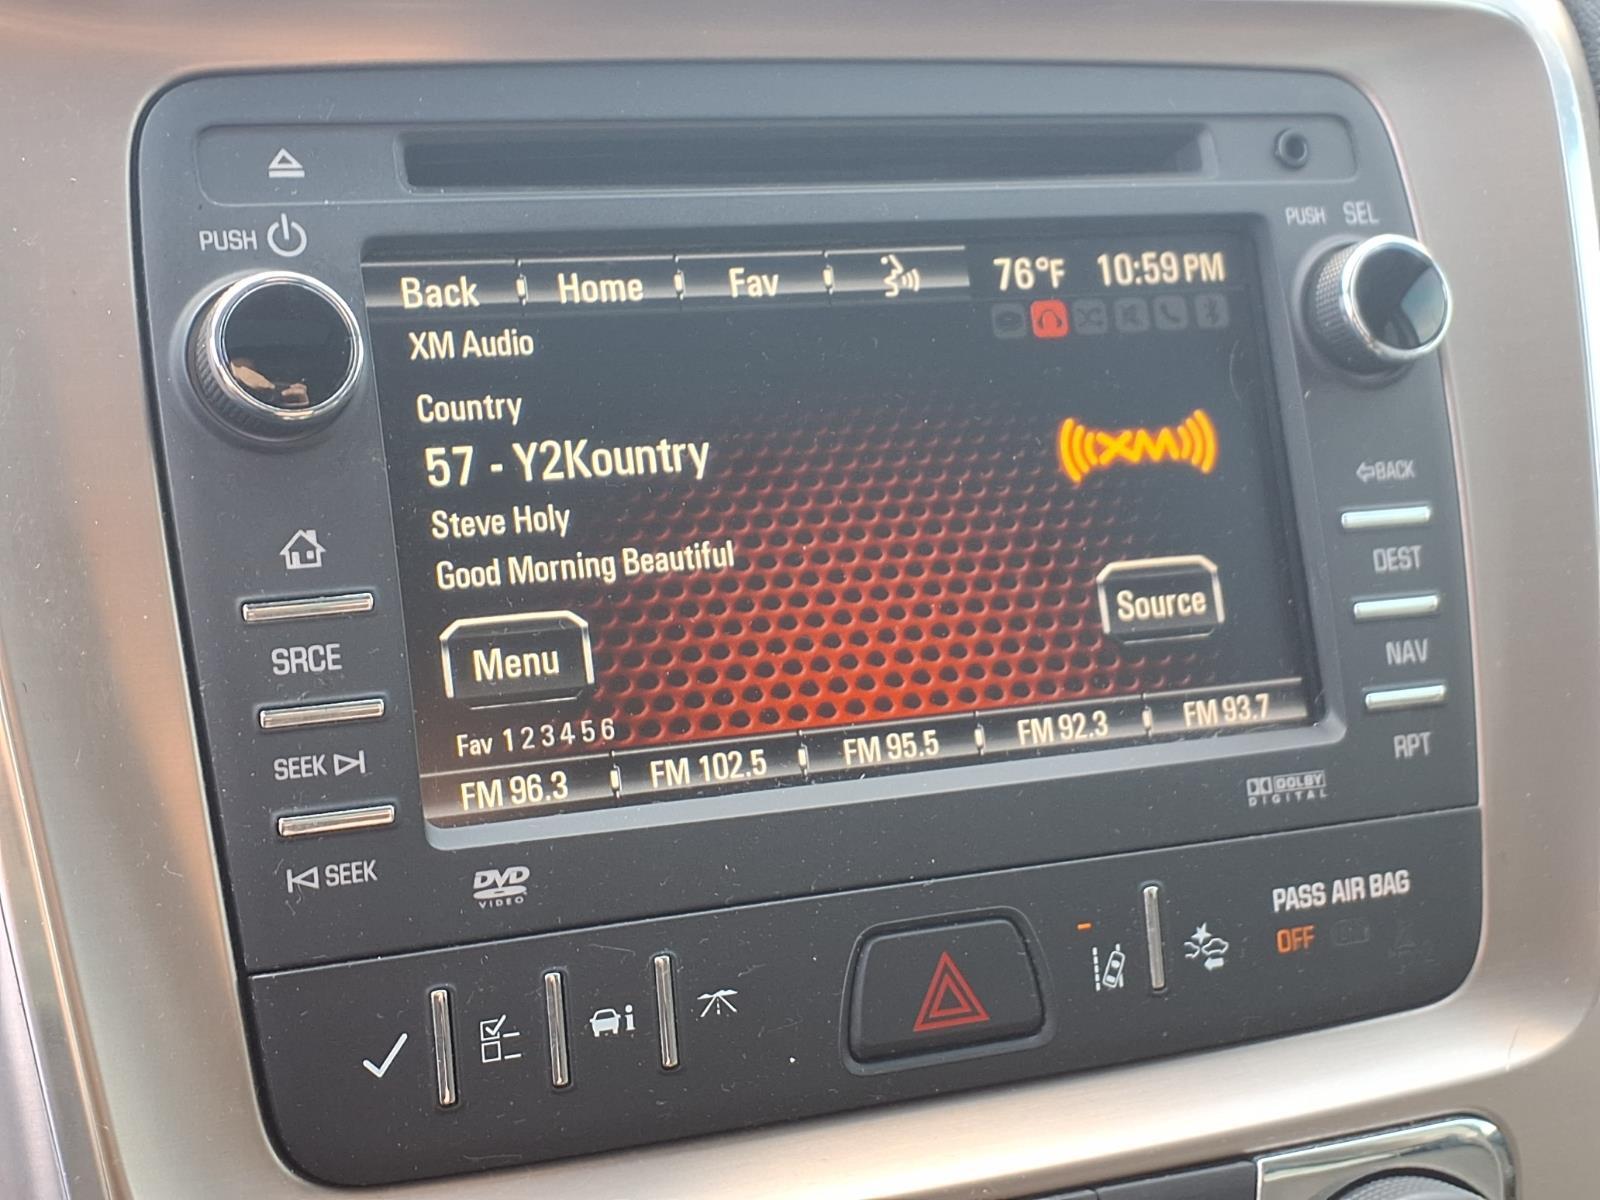 PUSH
PUSH SEL
Back Home Fav 76°F 10:59 PM
XM Audio
Country
57 - Y2Kountry
XM
Steve Holy
Good Morning Beautiful
Menu
Source
Fav 1 2 3 4 5 6
FM 96.3 FM 102.5 FM 95.5 FM 92.3 FM 93.7
SRCE
SEEK
SEEK
BACK
DEST
NAV
RPT
DVD
VIDEO
DOLBY
DIGITAL
PASS AIR BAG
OFF